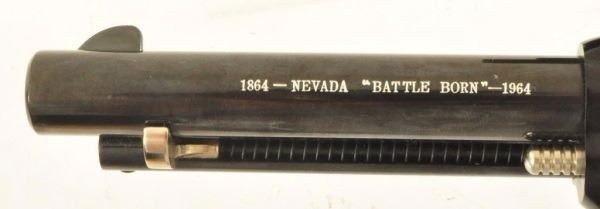 1864 — NEVADA "BATTLE BORN" — 1964